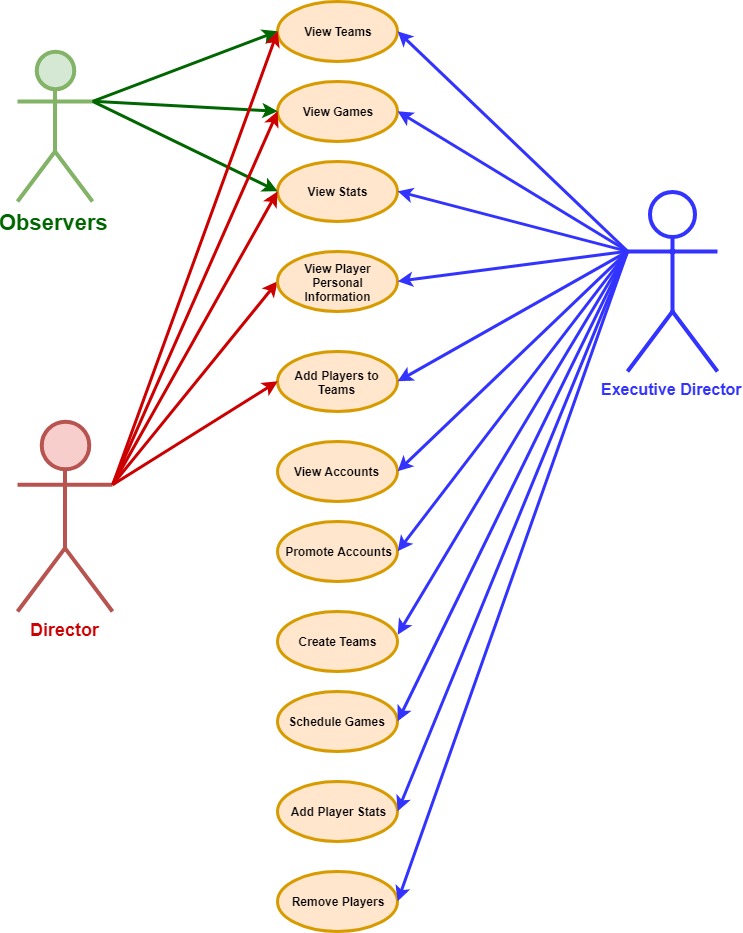 View Teams
View Games
View Stats
Observers
View Player
Personal
Information
Add Players to
Teams
Executive Director
View Accounts
Promote Accounts
Director
Create Teams
Schedule Games
Add Player Stats
Remove Players